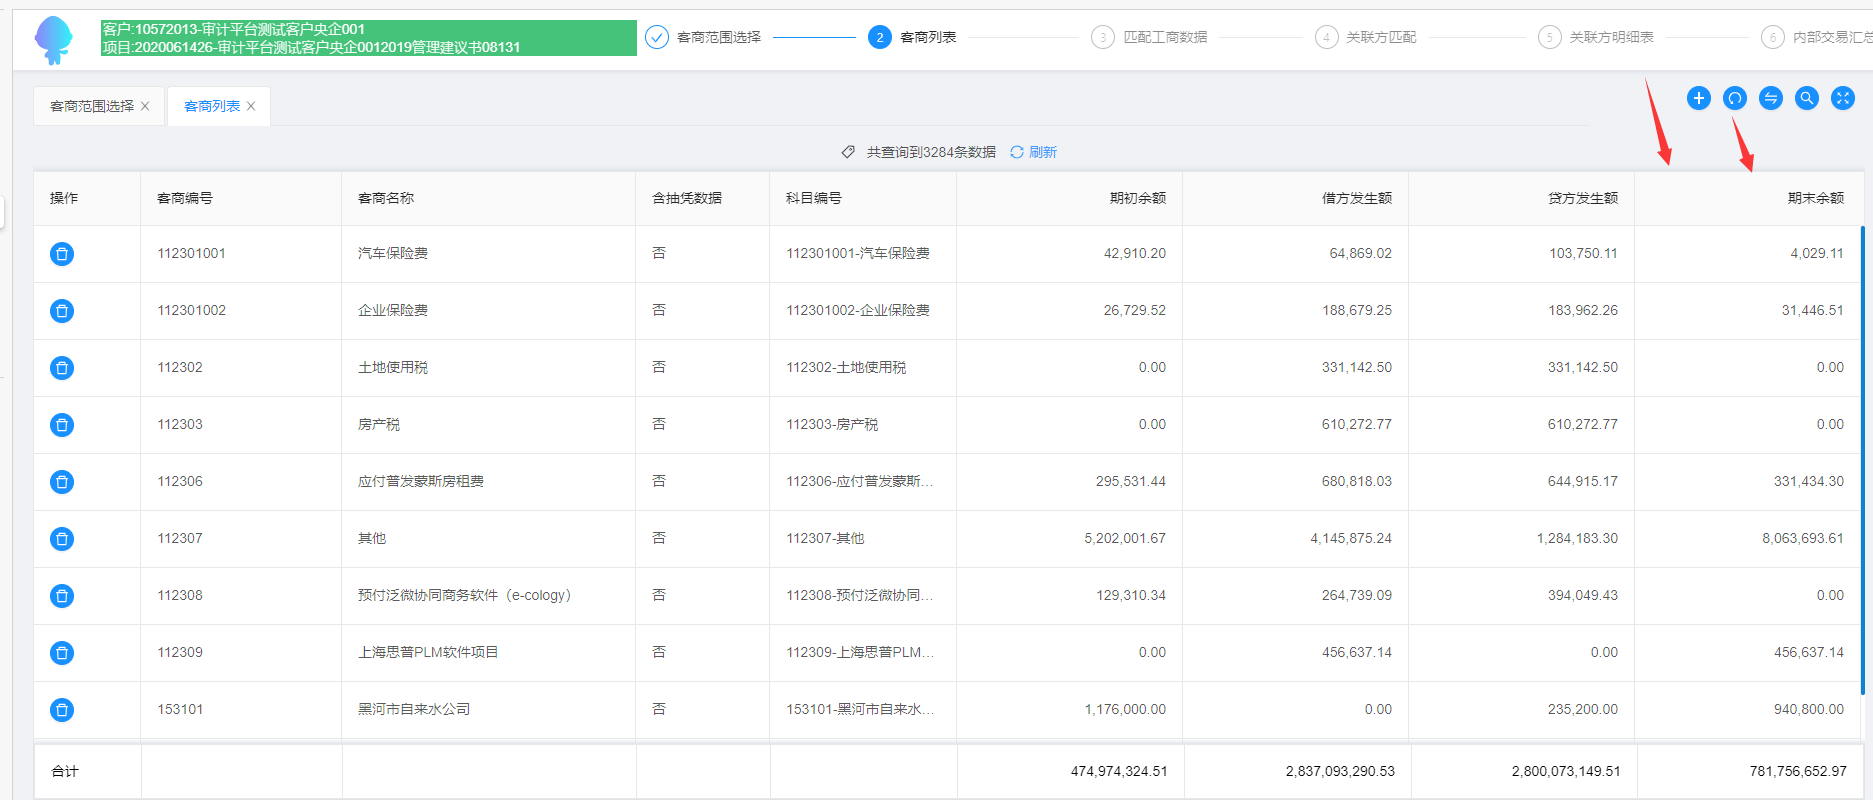 客户:10572013-审计平台测试客户央企001
项目:2020061426-审计平台测试客户央企0012019管理建议书08131
客商范围选择
2 客商列表
3 匹配工商数据
4 关联方匹配
5 关联方明细表
6 内部交易汇总
客商范围选择
客商列表
共查询到3284条数据 刷新
操作 客商编号 客商名称 含抽凭数据 科目编号 期初余额 借方发生额 贷方发生额 期末余额
112301001 汽车保险费 否 112301001-汽车保险费 42,910.20 64,869.02 103,750.11 4,029.11
112301002 企业保险费 否 112301002-企业保险费 26,729.52 188,679.25 183,962.26 31,446.51
112302 土地使用税 否 112302-土地使用税 0.00 331,142.50 331,142.50 0.00
112303 房产税 否 112303-房产税 0.00 610,272.77 610,272.77 0.00
112306 应付普发蒙斯房租费 否 112306-应付普发蒙斯... 295,531.44 680,818.03 644,915.17 331,434.30
112307 其他 否 112307-其他 5,202,001.67 4,145,875.24 1,284,183.30 8,063,693.61
112308 预付泛微协同商务软件（e-cology） 否 112308-预付泛微协同... 129,310.34 264,739.09 394,049.43 0.00
112309 上海思普PLM软件项目 否 112309-上海思普PLM... 0.00 456,637.14 0.00 456,637.14
153101 黑河市自来水公司 否 153101-黑河市自来水... 1,176,000.00 0.00 235,200.00 940,800.00
合计 474,974,324.51 2,837,093,290.53 2,800,073,149.51 781,756,652.97